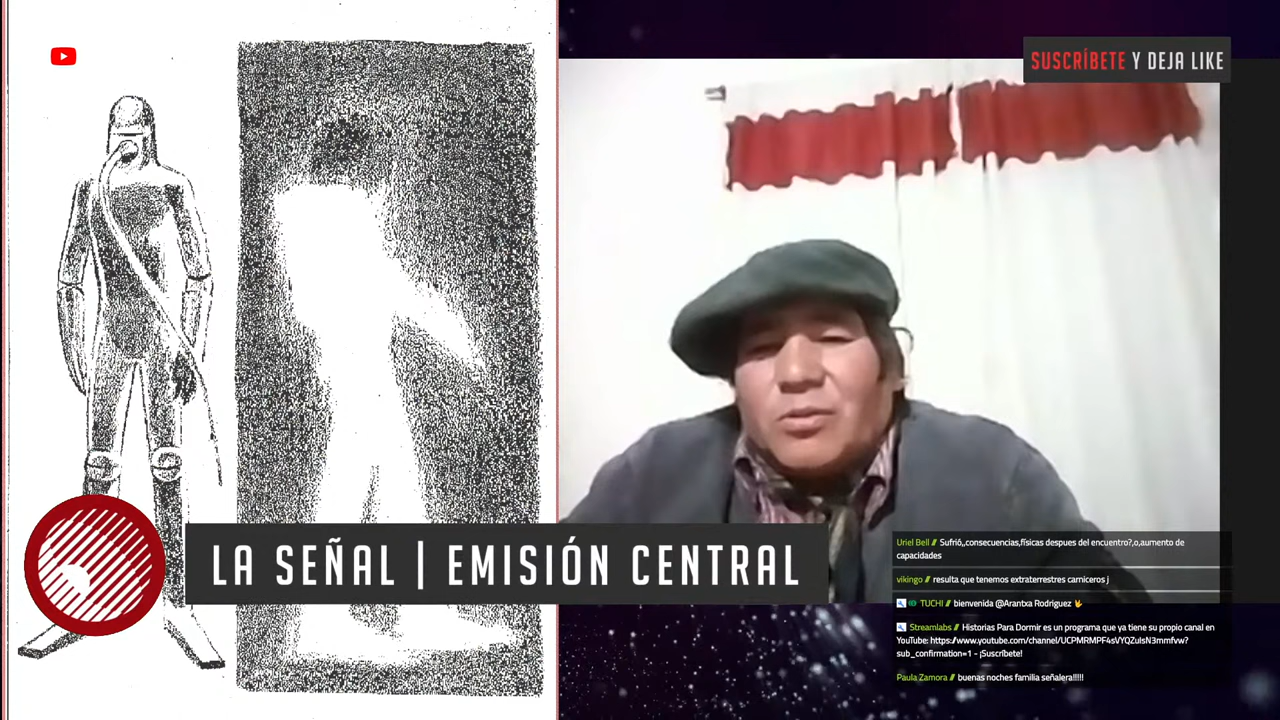 SUSCRÍBETE Y DEJA LIKE
LA SEÑAL | EMISIÓN CENTRAL
Uriel Bell // Sufrió,,consecuencias,físicas despues del encuentro?,o,aumento de
capacidades
vikingo // resulta que tenemos extraterrestres carniceros j
TUCHI // bienvenida @Arantxa Rodriguez
Streamlabs // Historias Para Dormir es un programa que ya tiene su propio canal en
YouTube: https://www.youtube.com/channel/UCPMRMPF4sVYQZuIsN3mmfvw?
sub_confirmation=1 - ¡Suscríbete!
Paula Zamora // buenas noches familia señalera!!!!!